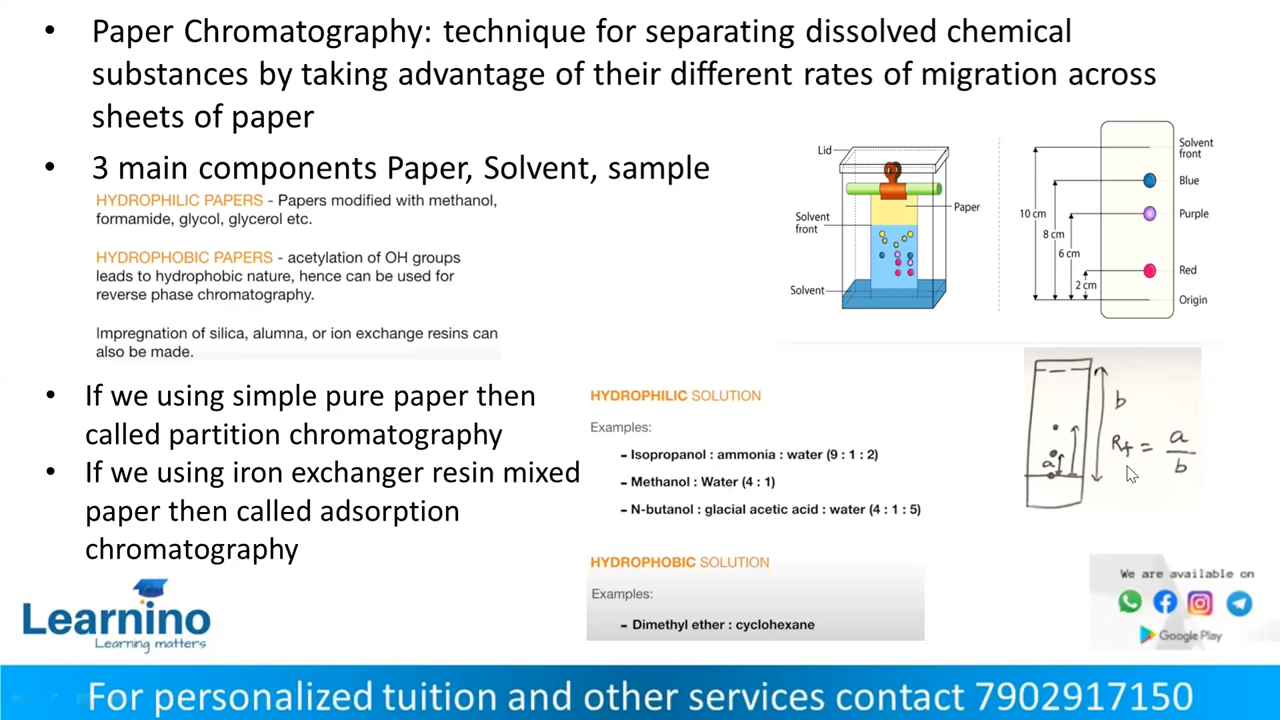 • Paper Chromatography: technique for separating dissolved chemical
substances by taking advantage of their different rates of migration across
sheets of paper
• 3 main components Paper, Solvent, sample
HYDROPHILIC PAPERS - Papers modified with methanol,
formamide, glycol, glycerol etc.
HYDROPHOBIC PAPERS - acetylation of OH groups
leads to hydrophobic nature, hence can be used for
reverse phase chromatography.
Impregnation of silica, alumna, or ion exchange resins can
also be made.
Lid
Paper
Solvent
front
Solvent
Solvent
front
Blue
Purple
Red
Origin
10 cm
8 cm
6 cm
2 cm
• If we using simple pure paper then
called partition chromatography
• If we using iron exchanger resin mixed
paper then called adsorption
chromatography
HYDROPHILIC SOLUTION
Examples:
- Isopropanol : ammonia : water (9 : 1 : 2)
- Methanol : Water (4 : 1)
- N-butanol : glacial acetic acid : water (4 : 1 : 5)
HYDROPHOBIC SOLUTION
Examples:
- Dimethyl ether : cyclohexane
a
b
Rf = a/b
Learnino
Learning matters
We are available on
Google Play
For personalized tuition and other services contact 7902917150